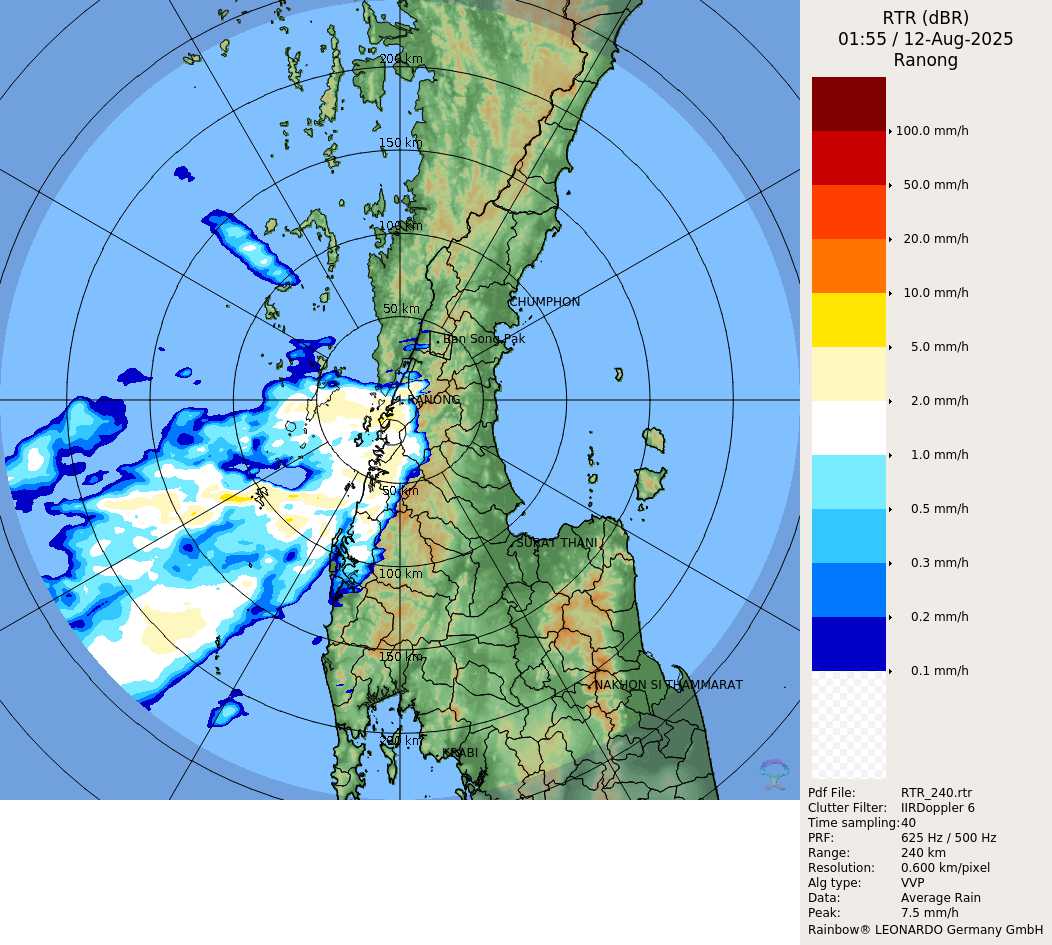 RTR (dBR)
01:55 / 12-Aug-2025
Ranong
100.0 mm/h
50.0 mm/h
20.0 mm/h
10.0 mm/h
5.0 mm/h
2.0 mm/h
1.0 mm/h
0.5 mm/h
0.3 mm/h
0.2 mm/h
0.1 mm/h
Pdf File: RTR_240.rtr
Clutter Filter: IIRDoppler 6
Time sampling: 40
PRF: 625 Hz / 500 Hz
Range: 240 km
Resolution: 0.600 km/pixel
Alg type: VVP
Data: Average Rain
Peak: 7.5 mm/h
Rainbow® LEONARDO Germany GmbH
200 km
150 km
100 km
CHUMPHON
50 km
Ban Song Pak
RANONG
50 km
SURAT THANI
100 km
150 km
NAKHON SI THAMMARAT
200 km
KRABI